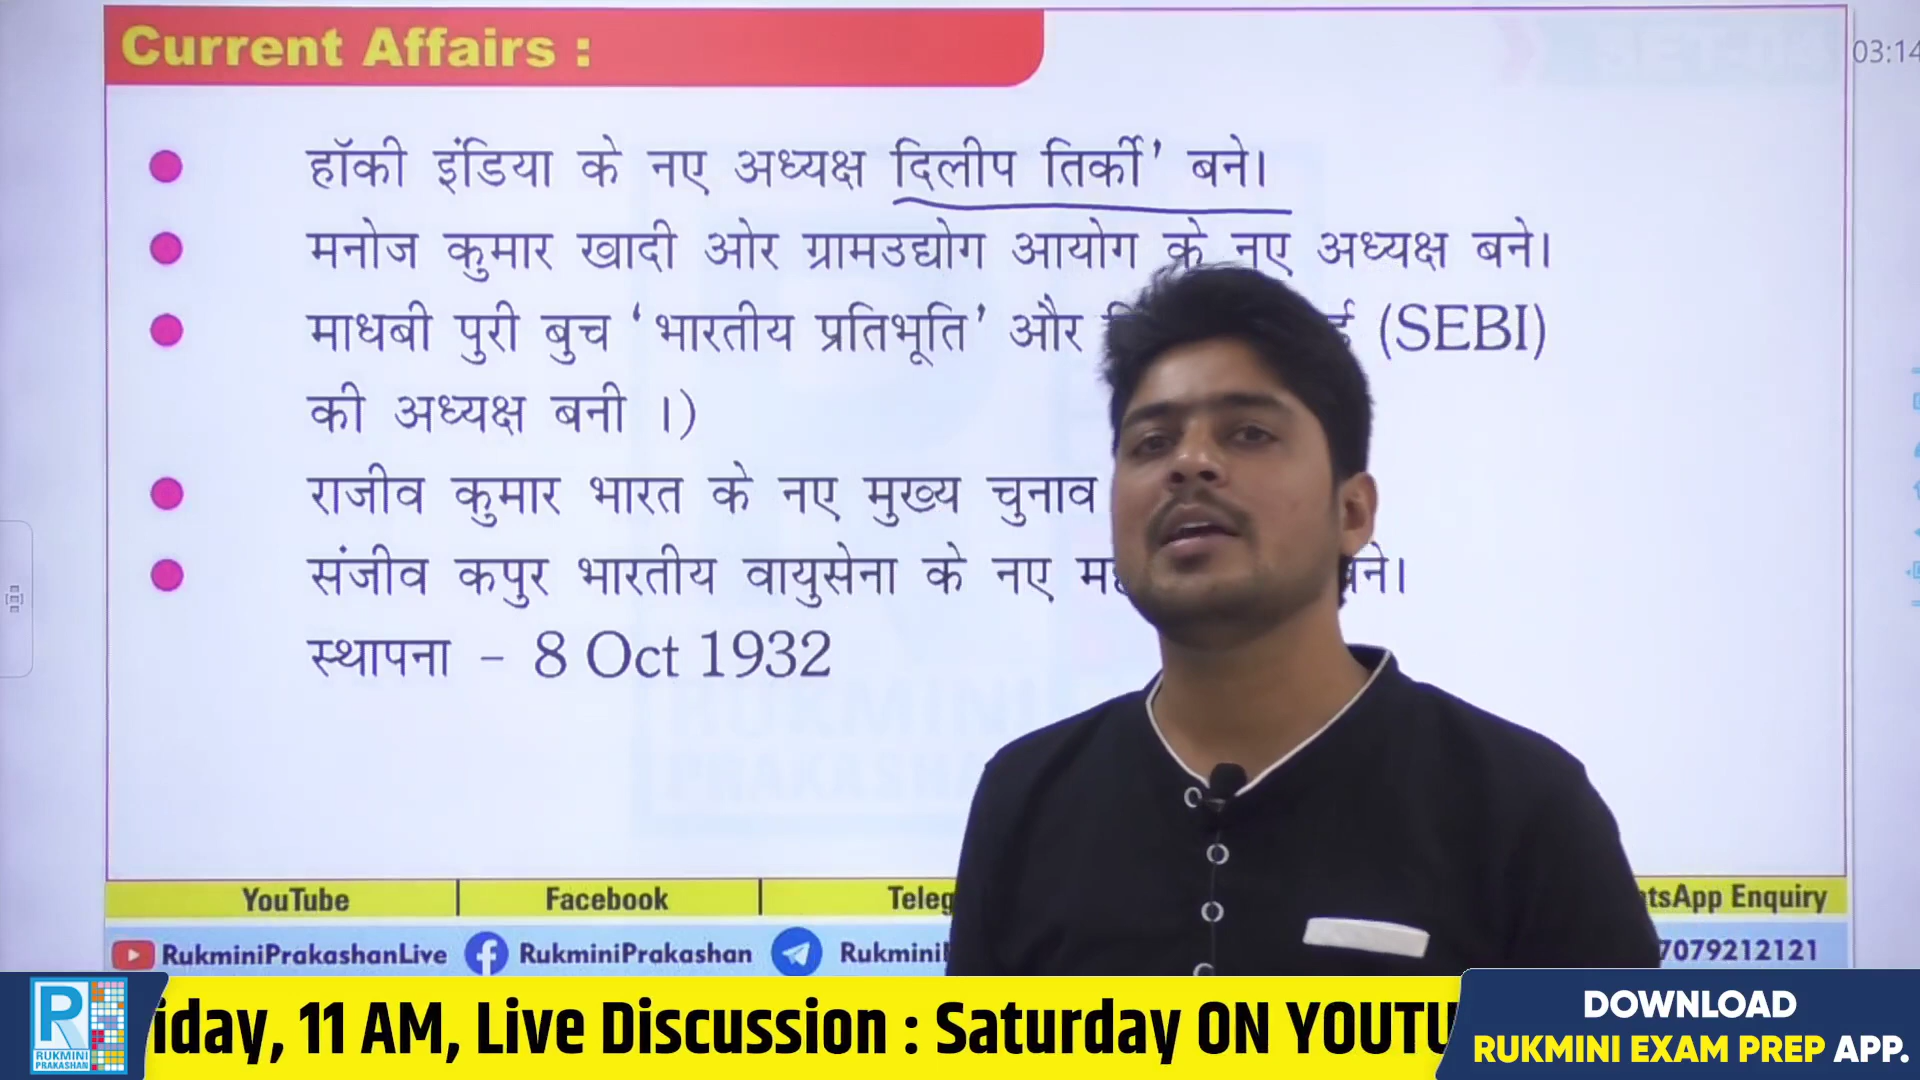 Current Affairs :
03:14
हॉकी इंडिया के नए अध्यक्ष दिलीप तिर्की’ बने।
मनोज कुमार खादी ओर ग्रामउद्योग आयोग के नए अध्यक्ष बने।
माधबी पुरी बुच ‘भारतीय प्रतिभूति’ और (SEBI)
की अध्यक्ष बनी ।)
राजीव कुमार भारत के नए मुख्य चुनाव
संजीव कपुर भारतीय वायुसेना के नए बने।
स्थापना - 8 Oct 1932
RUKMINI
PRAKASHA
YouTube Facebook Teleg tsApp Enquiry
RukminiPrakashanLive RukminiPrakashan Rukmini 7079212121
iday, 11 AM, Live Discussion : Saturday ON YOUTU
R
RUKMINI
PRAKASHAN
DOWNLOAD
RUKMINI EXAM PREP APP.